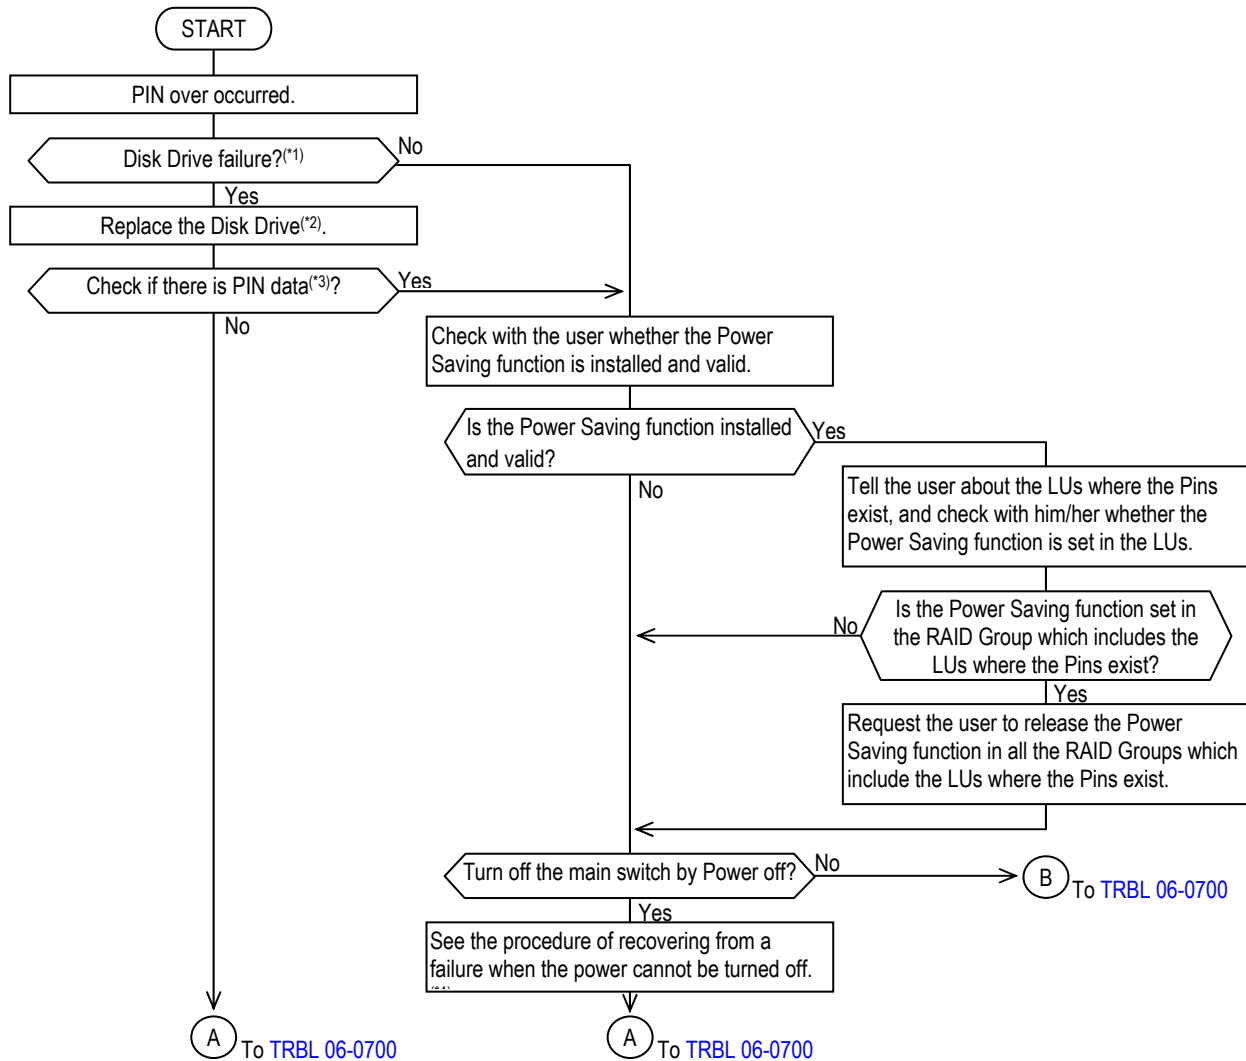 START
PIN over occurred.
Disk Drive failure?(*1)
No
Yes
Replace the Disk Drive(*2).
Check if there is PIN data(*3)?
Yes
No
Check with the user whether the Power
Saving function is installed and valid.
Is the Power Saving function installed
and valid?
Yes
No
Tell the user about the LUs where the Pins
exist, and check with him/her whether the
Power Saving function is set in the LUs.
Is the Power Saving function set in
the RAID Group which includes the
LUs where the Pins exist?
No
Yes
Request the user to release the Power
Saving function in all the RAID Groups which
include the LUs where the Pins exist.
Turn off the main switch by Power off?
No
B
To TRBL 06-0700
Yes
See the procedure of recovering from a
failure when the power cannot be turned off.
A
To TRBL 06-0700
A
To TRBL 06-0700